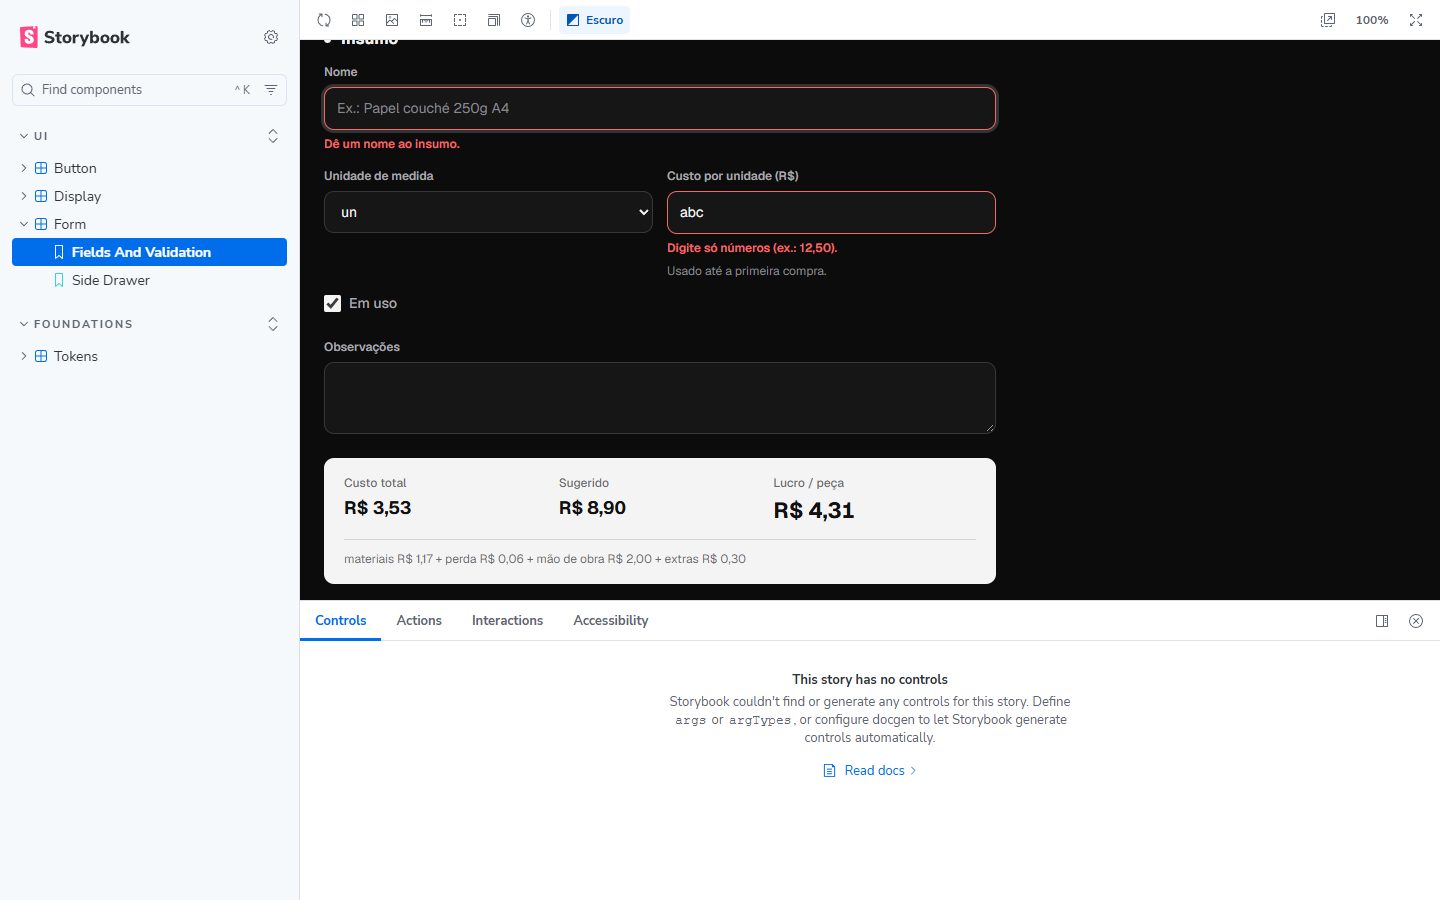 Storybook
Find components
^ K
UI
Button
Display
Form
Fields And Validation
Side Drawer
FOUNDATIONS
Tokens
Escuro
100%
Insumo
Nome
Ex.: Papel couché 250g A4
Dê um nome ao insumo.
Unidade de medida
Custo por unidade (R$)
un
abc
Digite só números (ex.: 12,50).
Usado até a primeira compra.
Em uso
Observações
Custo total
Sugerido
Lucro / peça
R$ 3,53
R$ 8,90
R$ 4,31
materiais R$ 1,17 + perda R$ 0,06 + mão de obra R$ 2,00 + extras R$ 0,30
Controls
Actions
Interactions
Accessibility
This story has no controls
Storybook couldn't find or generate any controls for this story. Define
args or argTypes, or configure docgen to let Storybook generate
controls automatically.
Read docs